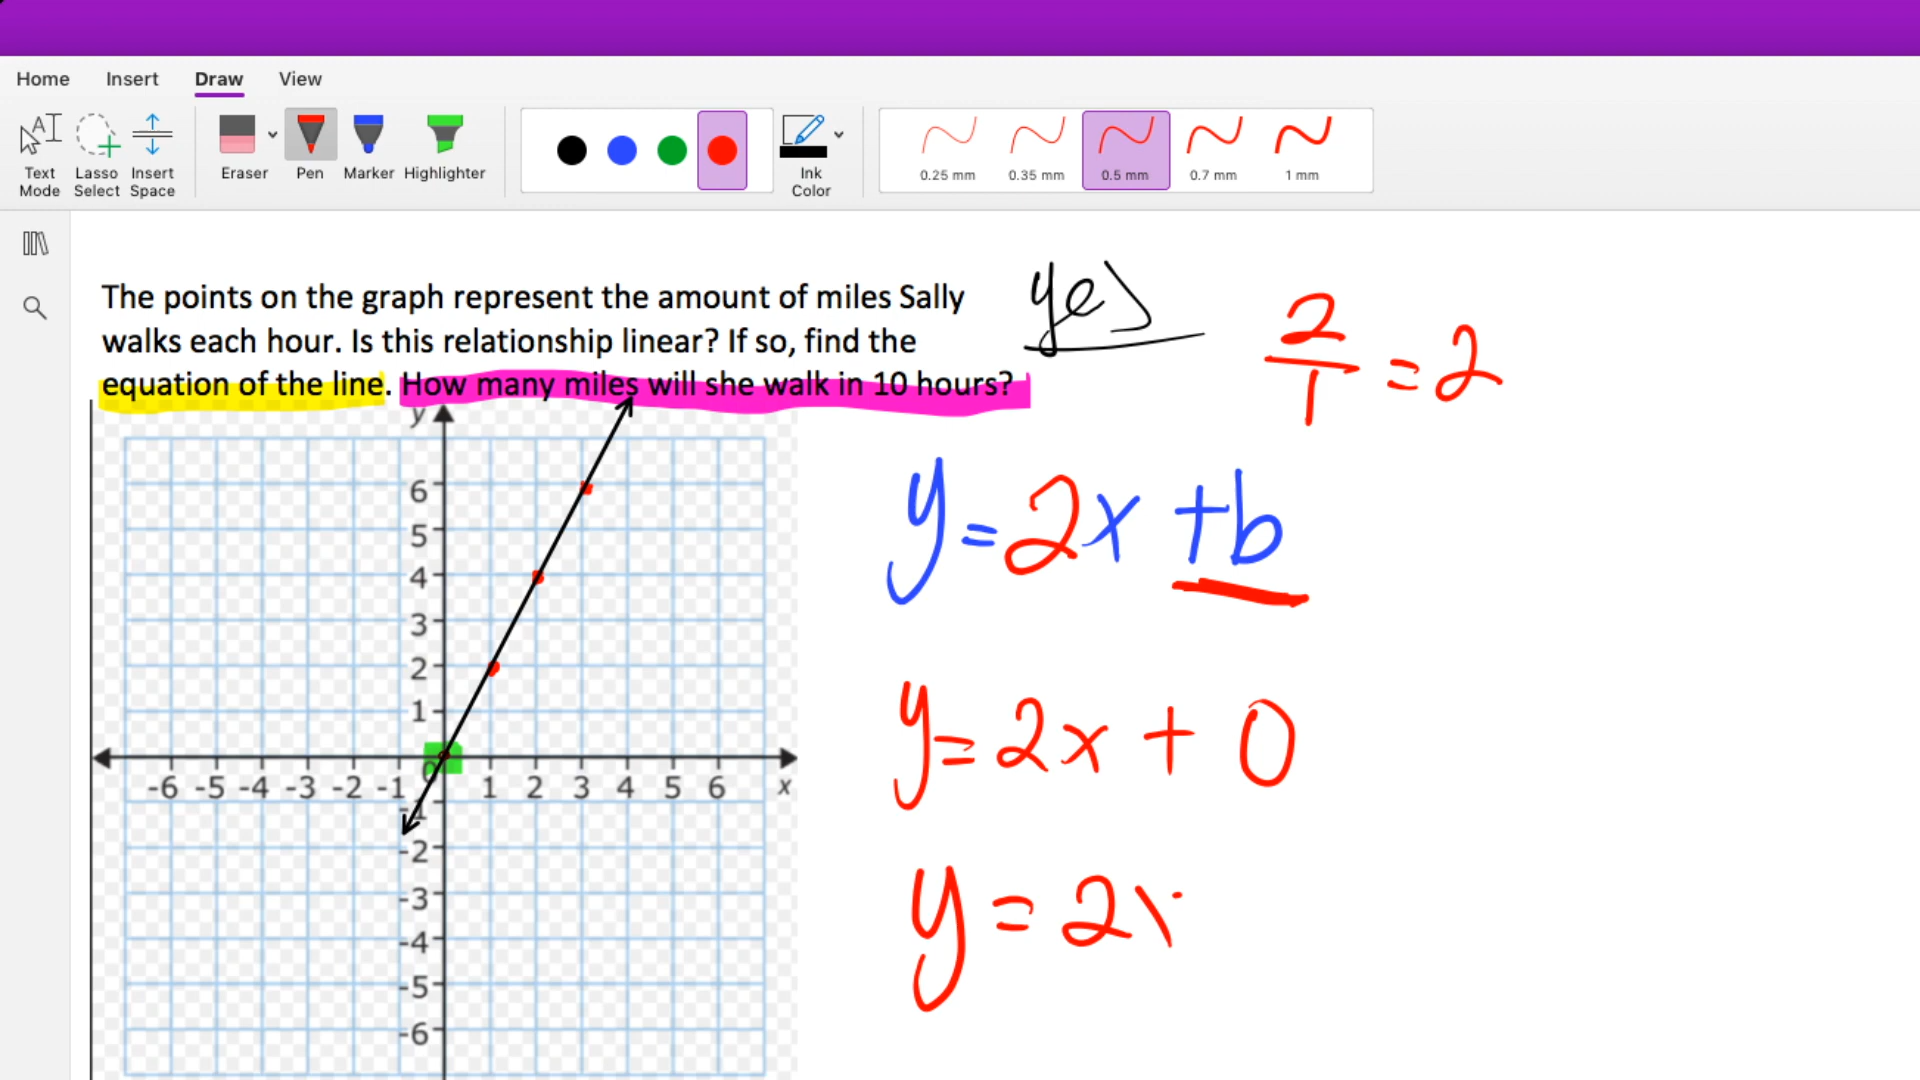 Home Insert Draw View
Text Mode
Lasso Select
Insert Space
Eraser
Pen
Marker
Highlighter
Ink Color
0.25 mm 0.35 mm 0.5 mm 0.7 mm 1 mm
The points on the graph represent the amount of miles Sally
walks each hour. Is this relationship linear? If so, find the
equation of the line. How many miles will she walk in 10 hours?
yes
2/1 = 2
y = 2x + b
y = 2x + 0
y = 2x
y
6
5
4
3
2
1
0
-6 -5 -4 -3 -2 -1 1 2 3 4 5 6 x
-1
-2
-3
-4
-5
-6